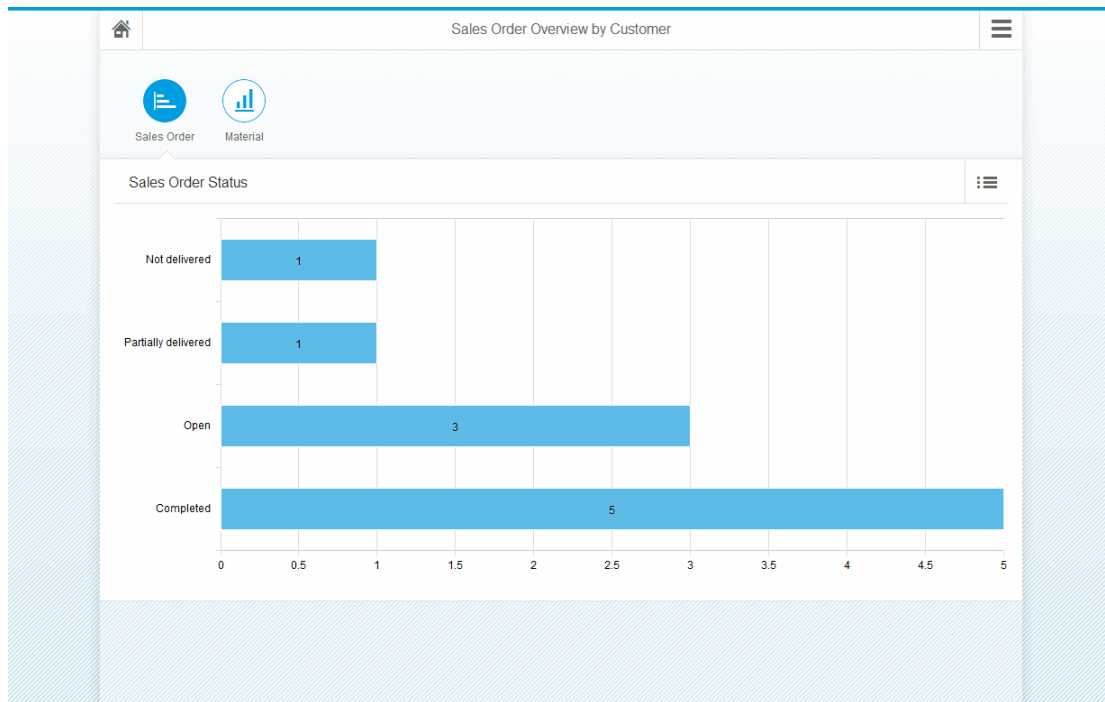 Sales Order Overview by Customer
Sales Order Material
Sales Order Status
Not delivered 1
Partially delivered 1
Open 3
Completed 5
0 0.5 1 1.5 2 2.5 3 3.5 4 4.5 5